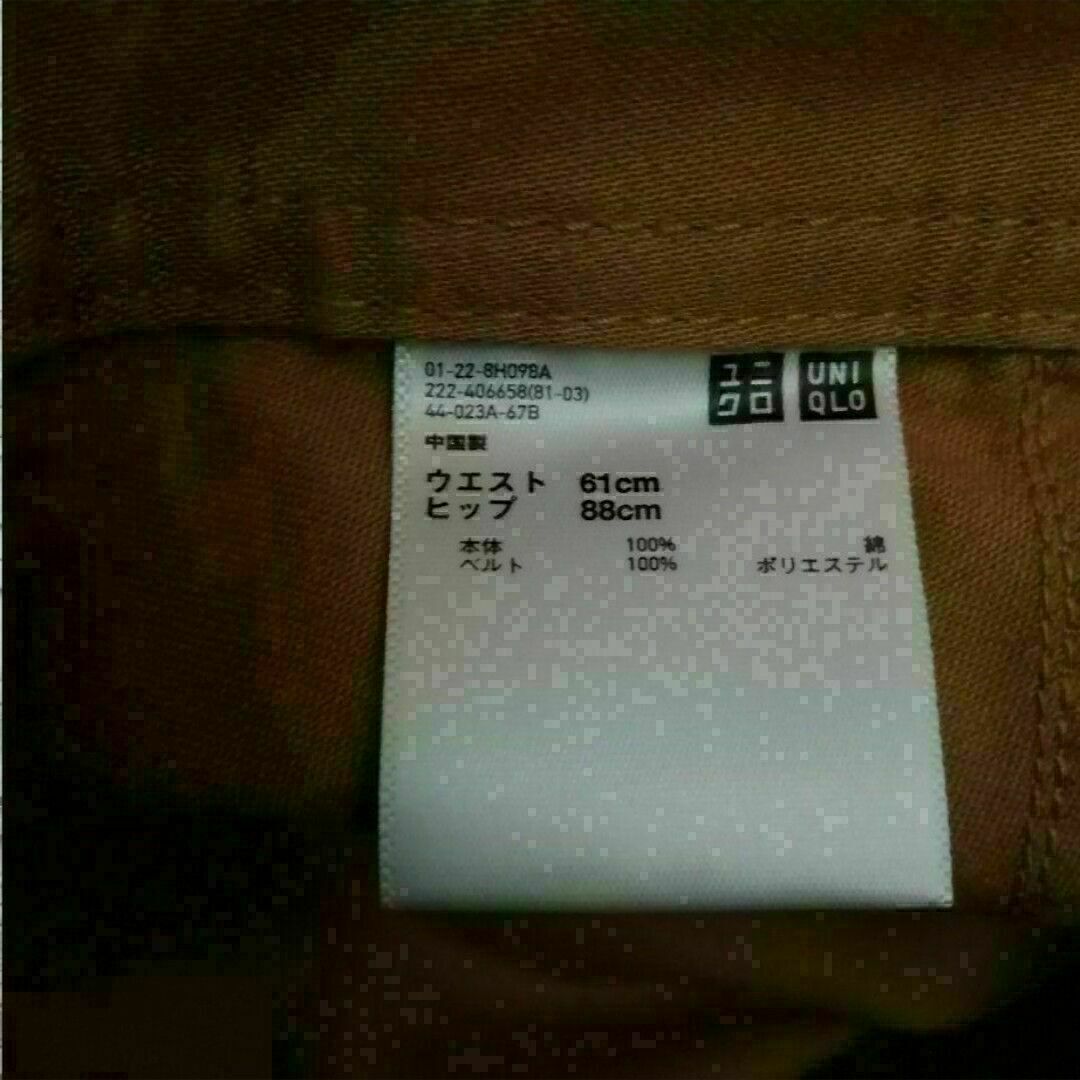 01-22-8H098A
222-406658(81-03)
44-023A-67B
ユニクロ
UNIQLO
中国製
ウエスト 61cm
ヒップ 88cm
本体 100% 綿
ベルト 100% ポリエステル